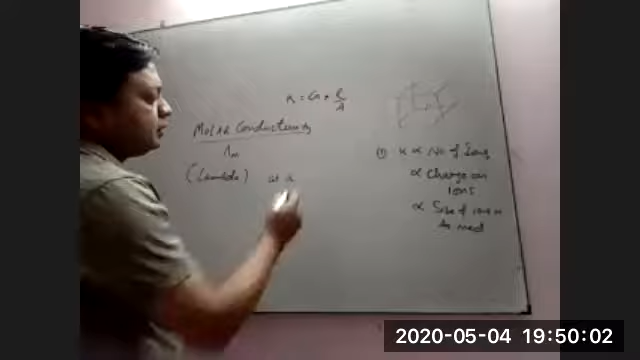 κ = G × l/A
MOLAR Conductivity
Λm
(Lambda) at a
① κ ∝ No of Ions
∝ Charge on
ions
∝ Size of ions in
med
2020-05-04 19:50:02